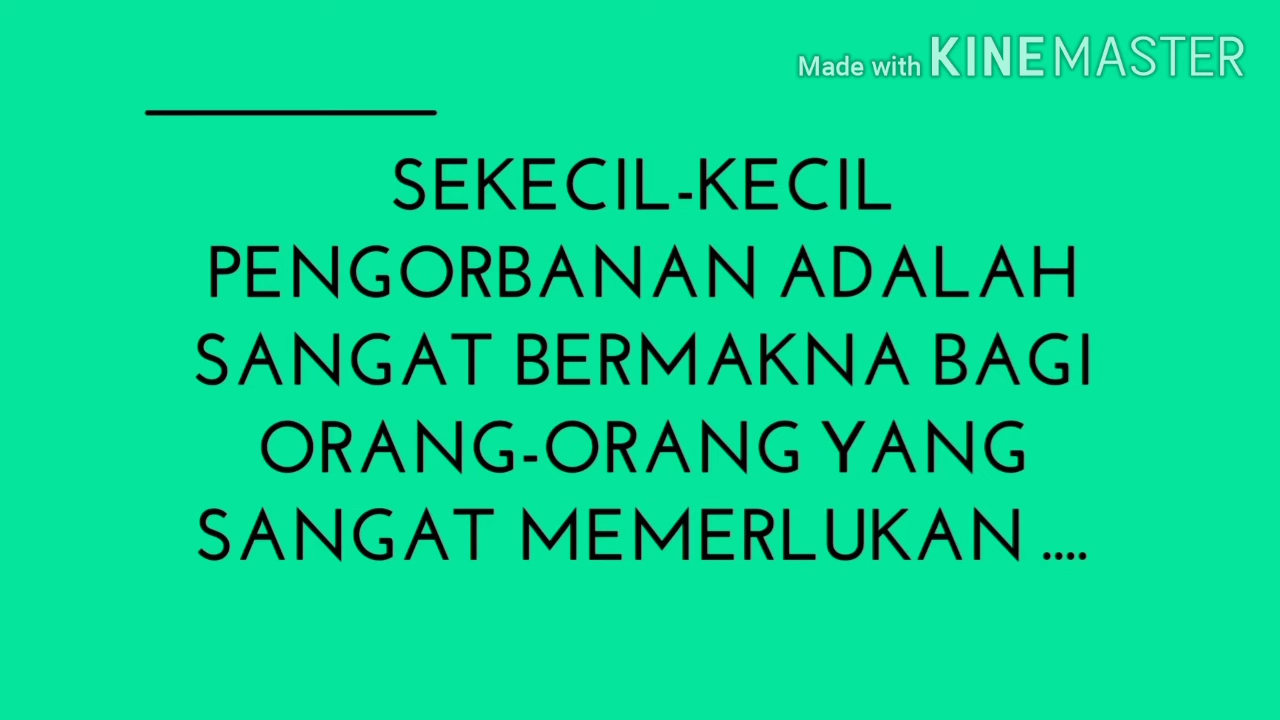 Made with KINEMASTER
SEKECIL-KECIL
PENGORBANAN ADALAH
SANGAT BERMAKNA BAGI
ORANG-ORANG YANG
SANGAT MEMERLUKAN ....